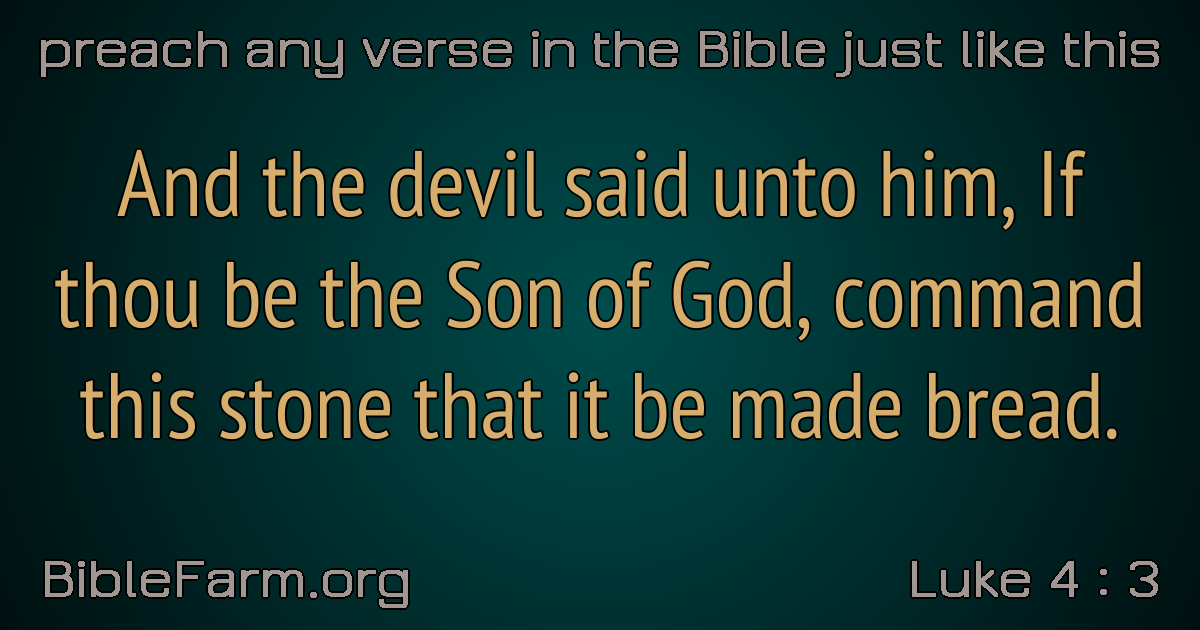 preach any verse in the Bible just like this
And the devil said unto him, If
thou be the Son of God, command
this stone that it be made bread.
BibleFarm.org
Luke 4 : 3